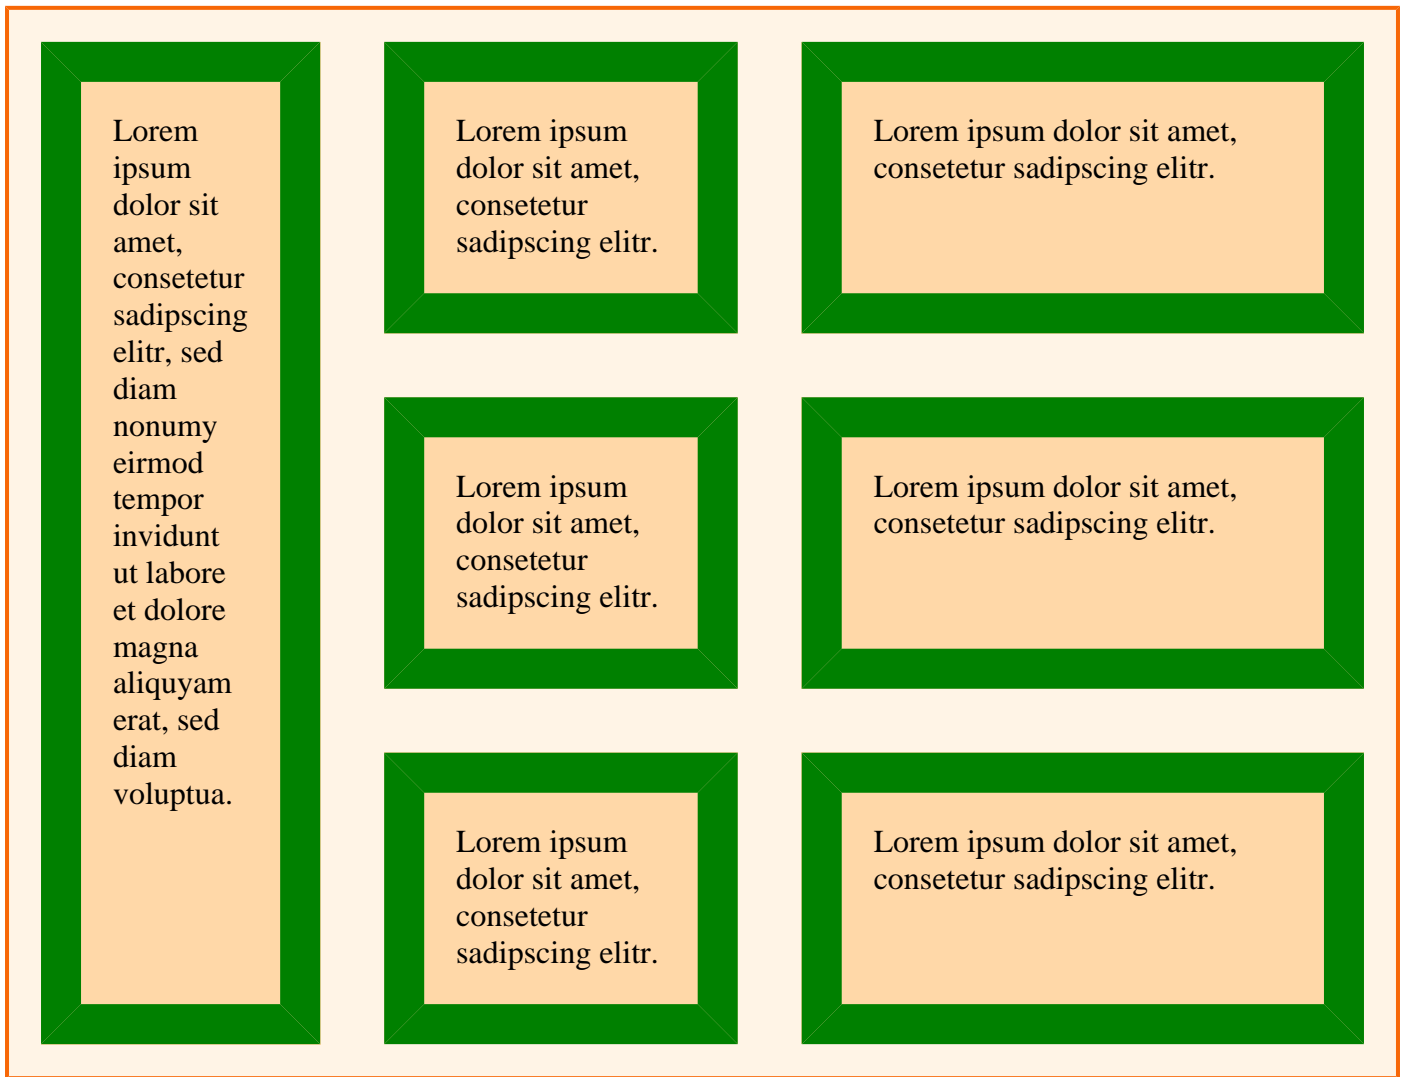 Lorem
ipsum
dolor sit
amet,
consetetur
sadipscing
elitr, sed
diam
nonumy
eirmod
tempor
invidunt
ut labore
et dolore
magna
aliquyam
erat, sed
diam
voluptua.
Lorem ipsum
dolor sit amet,
consetetur
sadipscing elitr.
Lorem ipsum dolor sit amet,
consetetur sadipscing elitr.
Lorem ipsum
dolor sit amet,
consetetur
sadipscing elitr.
Lorem ipsum dolor sit amet,
consetetur sadipscing elitr.
Lorem ipsum
dolor sit amet,
consetetur
sadipscing elitr.
Lorem ipsum dolor sit amet,
consetetur sadipscing elitr.